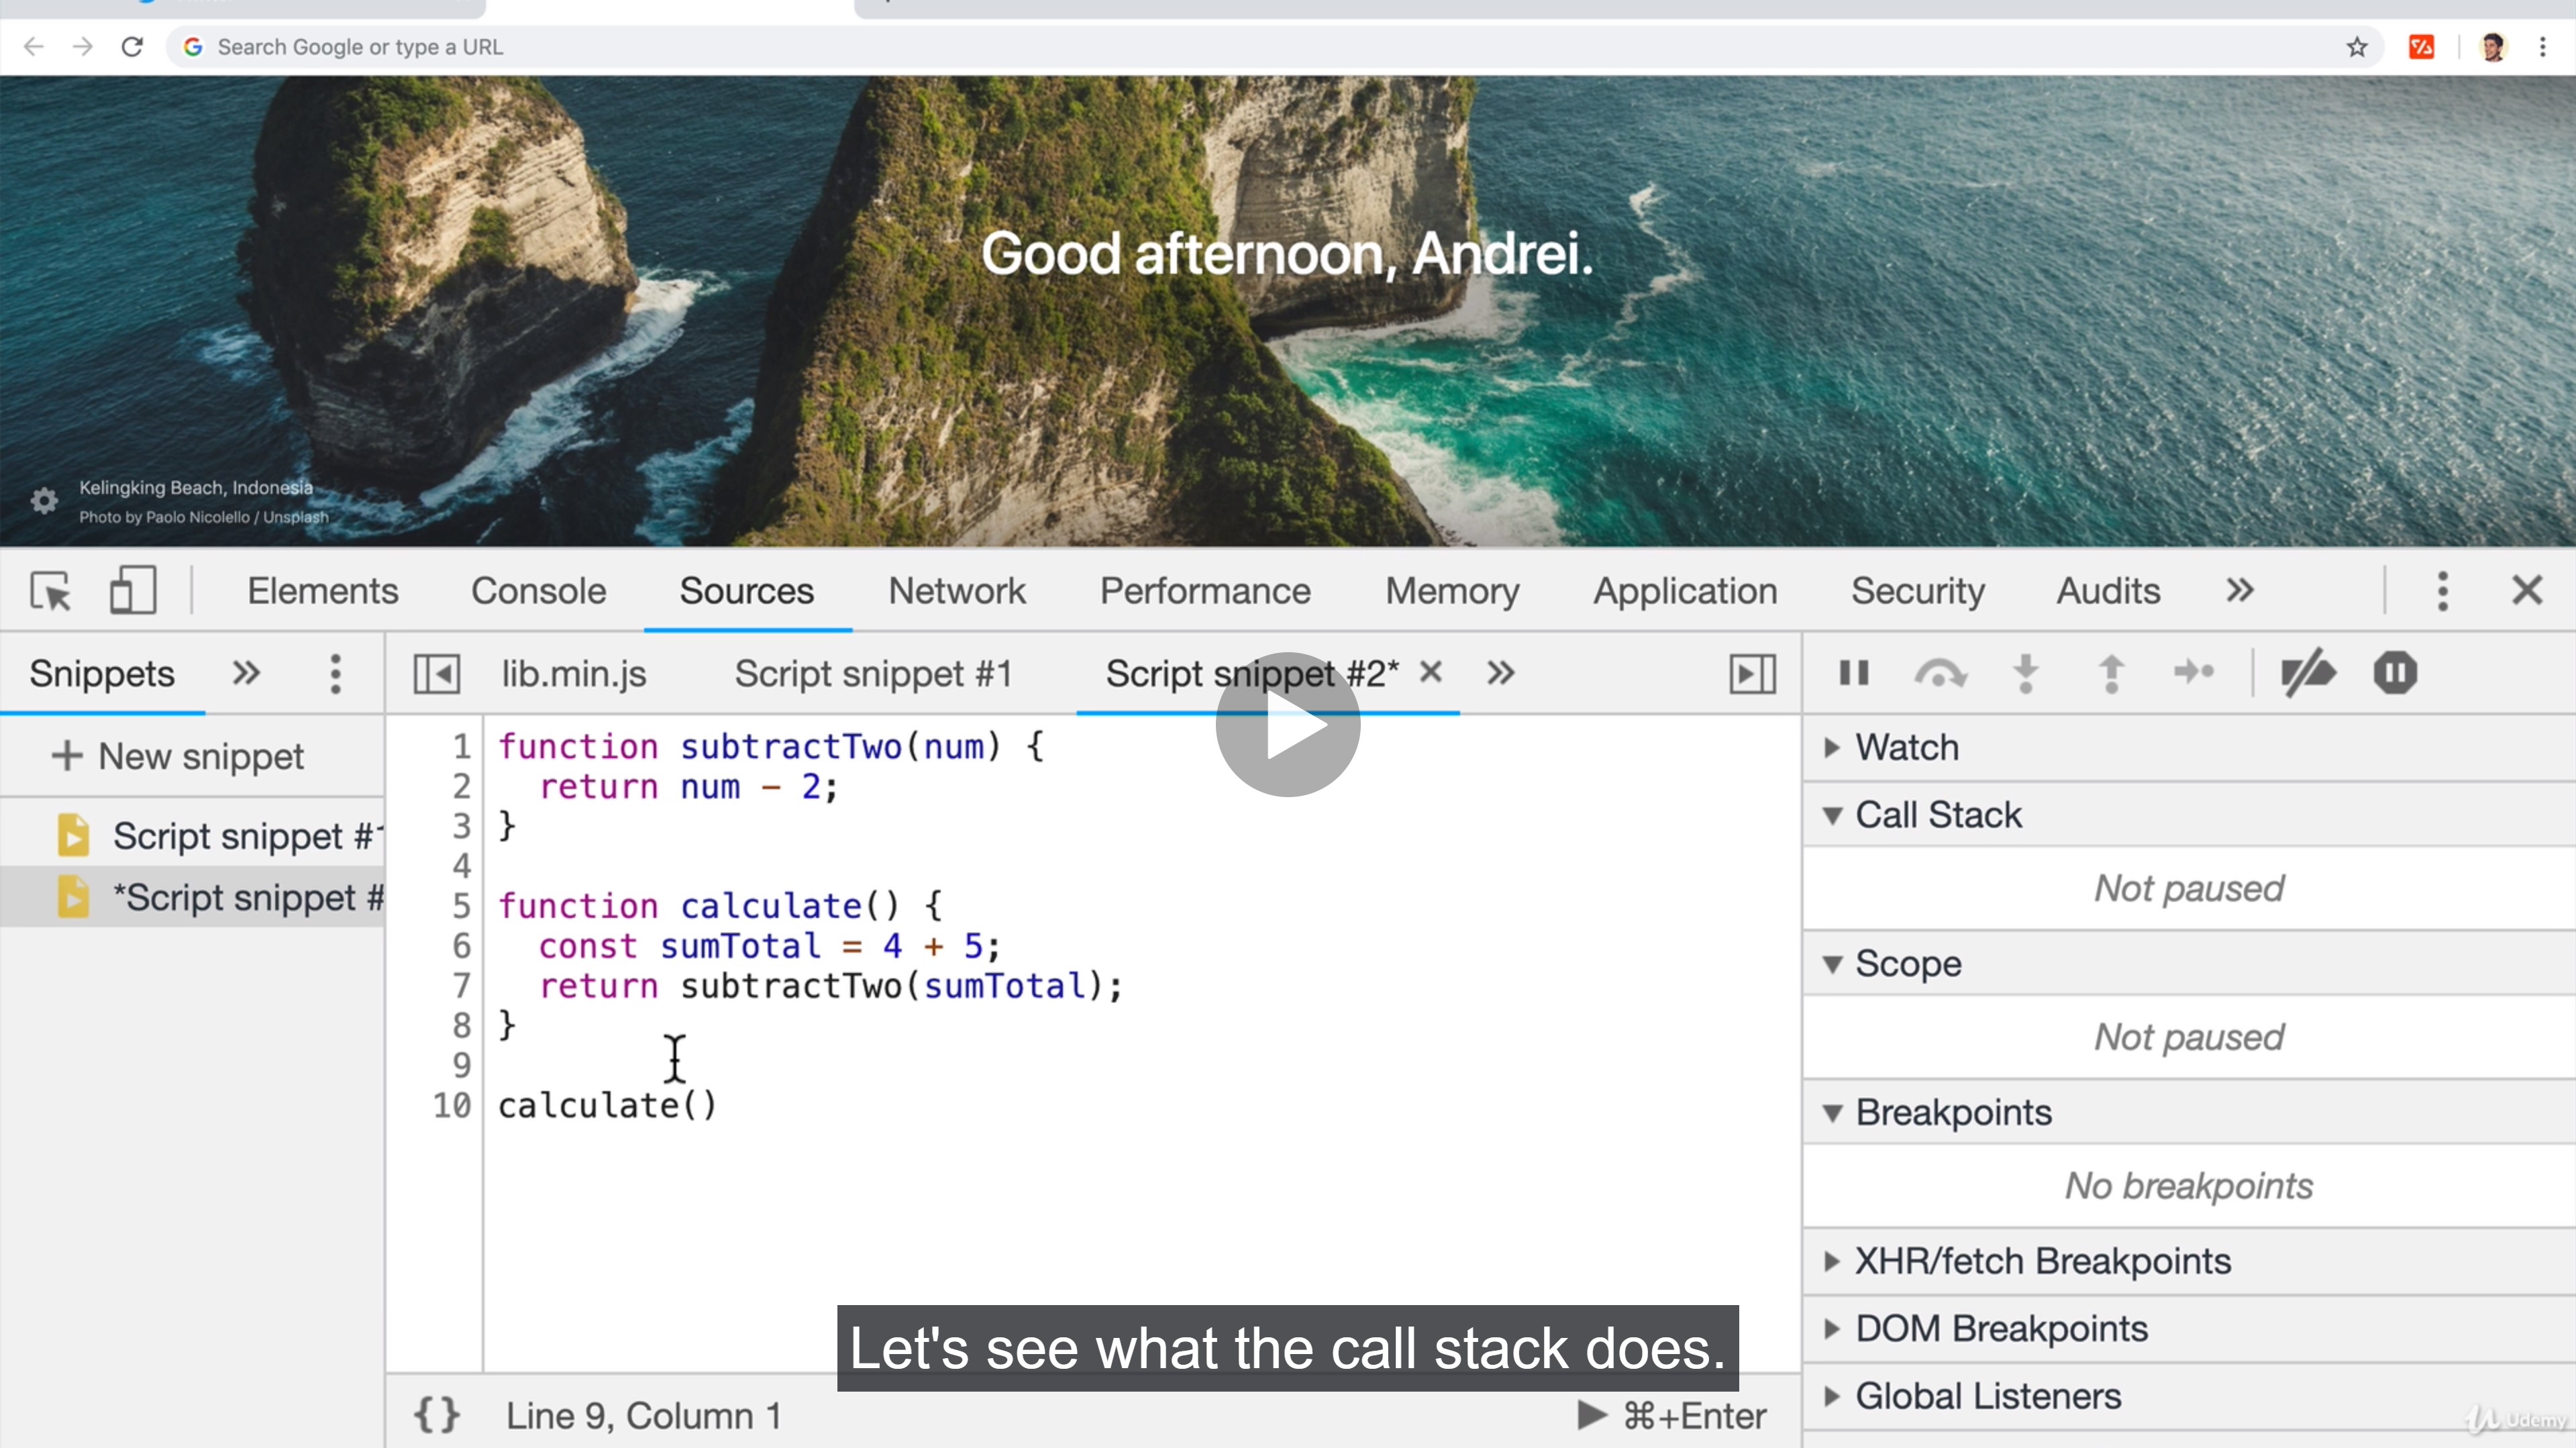 Search Google or type a URL
Good afternoon, Andrei.
Kelingking Beach, Indonesia
Photo by Paolo Nicolello / Unsplash
Elements Console Sources Network Performance Memory Application Security Audits
Snippets lib.min.js Script snippet #1 Script snippet #2*
+ New snippet
Script snippet #1
*Script snippet #
1 function subtractTwo(num) {
2 return num - 2;
3 }
4
5 function calculate() {
6 const sumTotal = 4 + 5;
7 return subtractTwo(sumTotal);
8 }
9
10 calculate()
Watch
Call Stack
Not paused
Scope
Not paused
Breakpoints
No breakpoints
XHR/fetch Breakpoints
DOM Breakpoints
Global Listeners
Let's see what the call stack does.
{} Line 9, Column 1 ⌘+Enter
Udemy